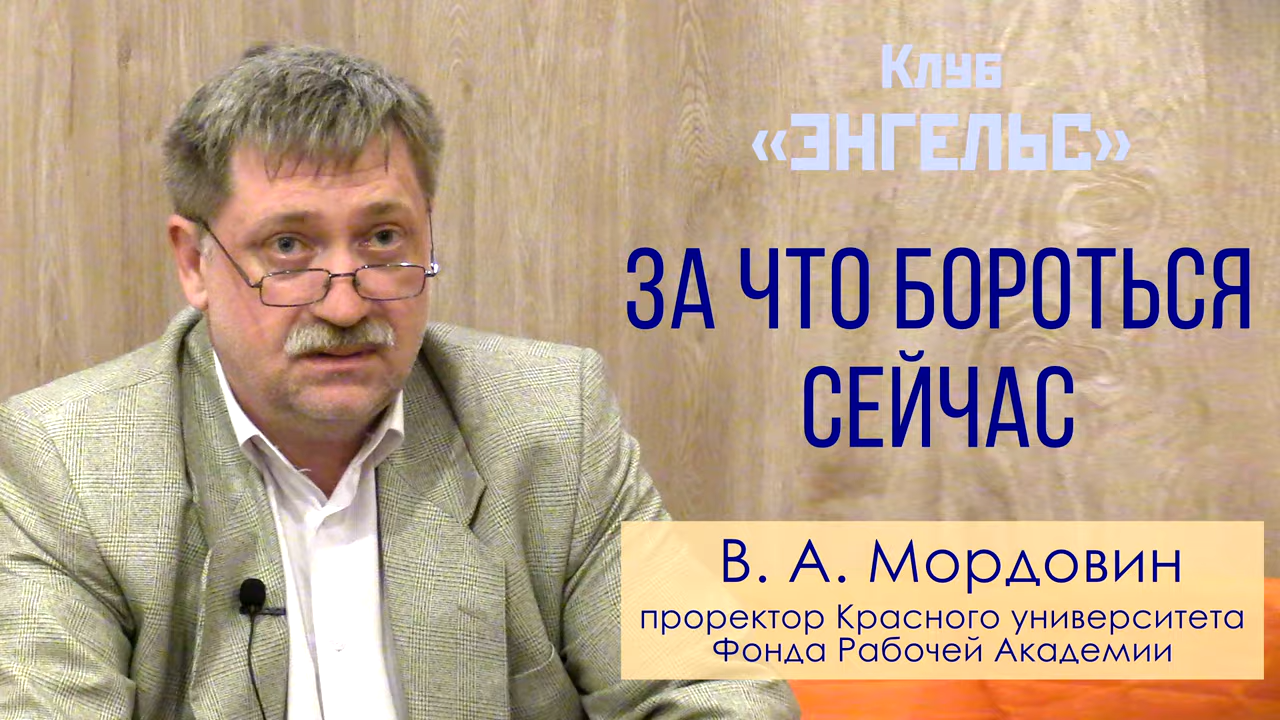 Клуб
«ЭНГЕЛЬС»
ЗА ЧТО БОРОТЬСЯ
СЕЙЧАС
В. А. Мордовин
проректор Красного университета
Фонда Рабочей Академии